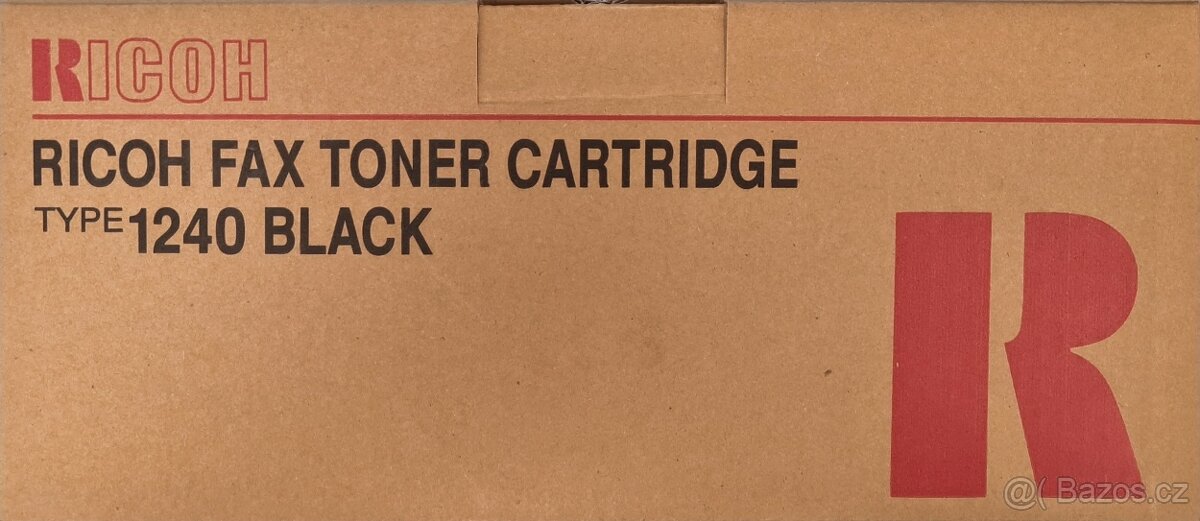 RICOH
RICOH FAX TONER CARTRIDGE
TYPE 1240 BLACK
R
@( Bazos.cz